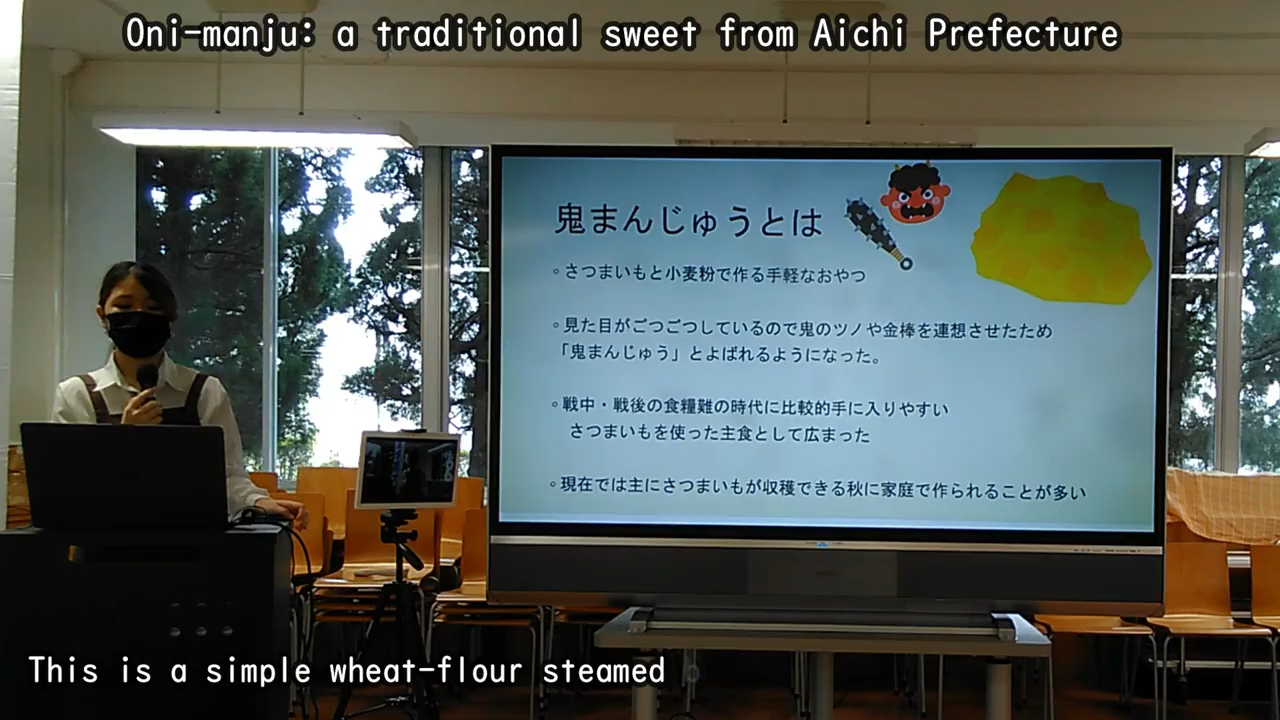 Oni-manju: a traditional sweet from Aichi Prefecture
鬼まんじゅうとは
◦さつまいもと小麦粉で作る手軽なおやつ
◦見た目がごつごつしているので鬼のツノや金棒を連想させたため
「鬼まんじゅう」とよばれるようになった。
◦戦中・戦後の食糧難の時代に比較的手に入りやすい
さつまいもを使った主食として広まった
◦現在では主にさつまいもが収穫できる秋に家庭で作られることが多い
This is a simple wheat-flour steamed